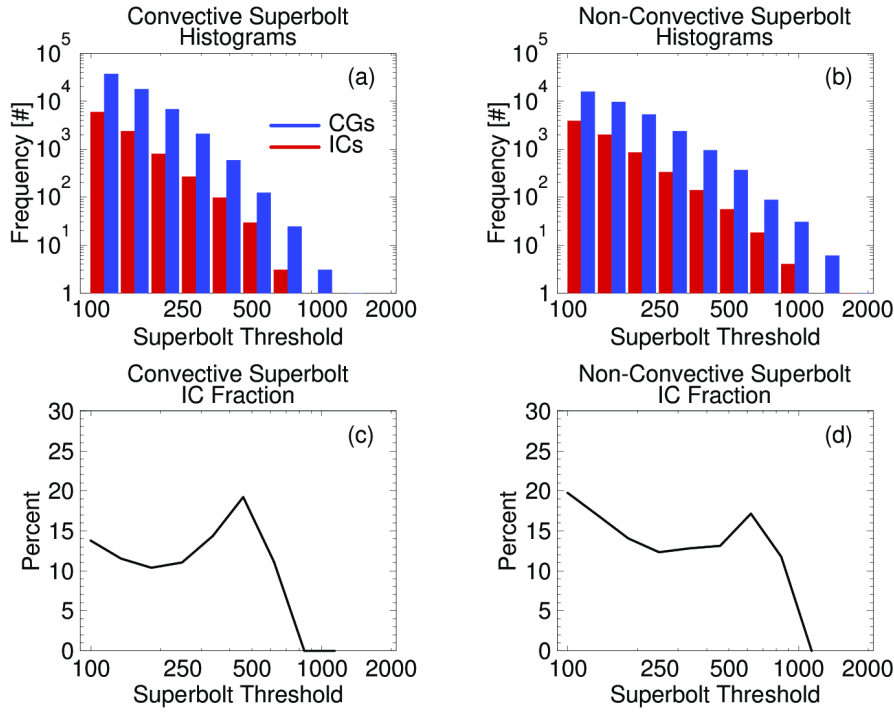 Convective Superbolt
Histograms
10^5
10^4
10^3
10^2
10^1
1
Frequency [#]
(a)
CGs
ICs
100 250 500 1000 2000
Superbolt Threshold
Non-Convective Superbolt
Histograms
10^5
10^4
10^3
10^2
10^1
1
Frequency [#]
(b)
100 250 500 1000 2000
Superbolt Threshold
Convective Superbolt
IC Fraction
30
25
20
15
10
5
0
Percent
(c)
100 250 500 1000 2000
Superbolt Threshold
Non-Convective Superbolt
IC Fraction
30
25
20
15
10
5
0
Percent
(d)
100 250 500 1000 2000
Superbolt Threshold